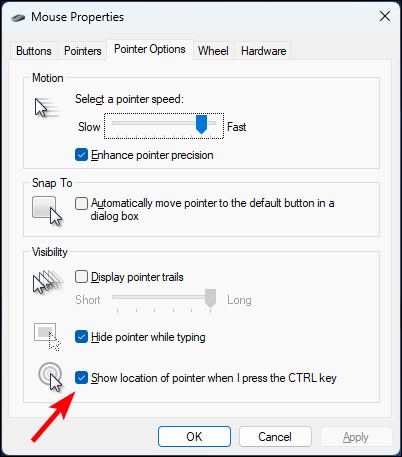 Mouse Properties
Buttons Pointers Pointer Options Wheel Hardware
Motion
Select a pointer speed:
Slow Fast
Enhance pointer precision
Snap To
Automatically move pointer to the default button in a
dialog box
Visibility
Display pointer trails
Short Long
Hide pointer while typing
Show location of pointer when I press the CTRL key
OK Cancel Apply